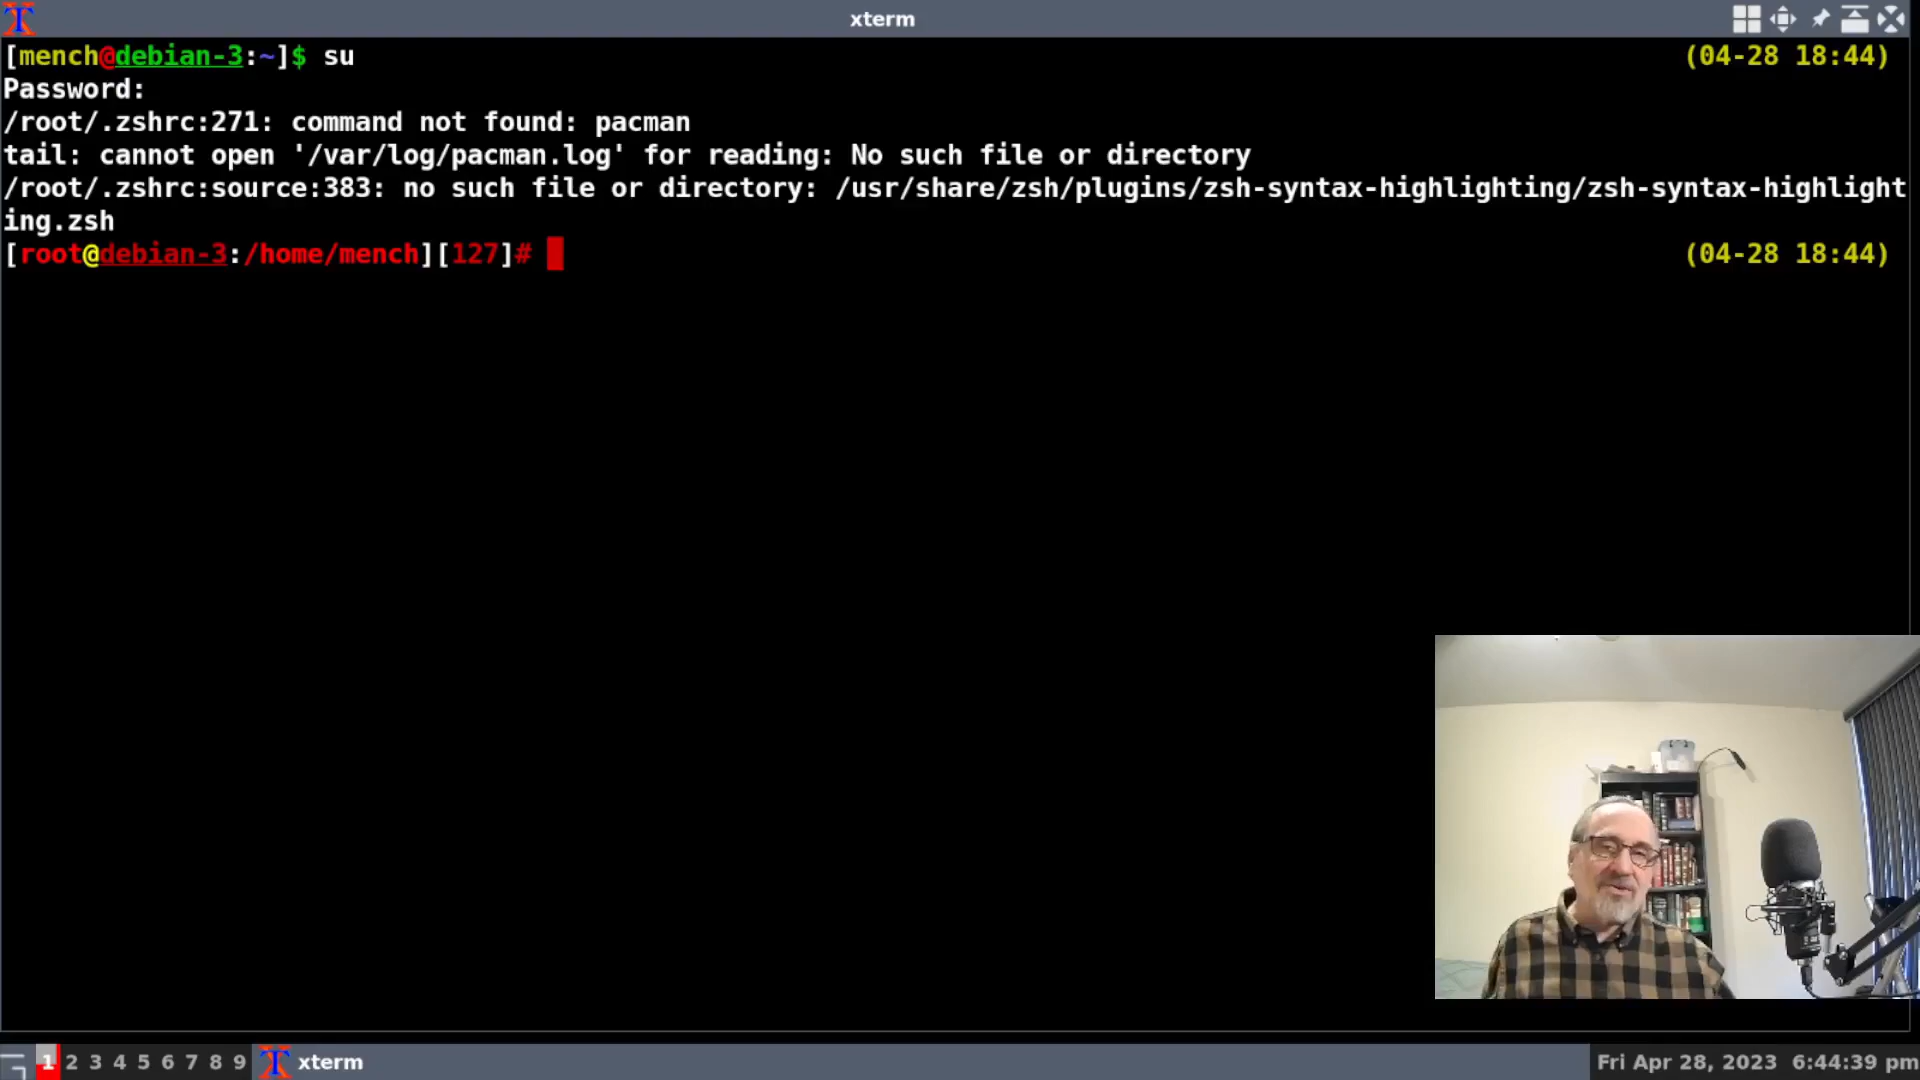 xterm
[mench@debian-3:~]$ su (04-28 18:44)
Password:
/root/.zshrc:271: command not found: pacman
tail: cannot open '/var/log/pacman.log' for reading: No such file or directory
/root/.zshrc:source:383: no such file or directory: /usr/share/zsh/plugins/zsh-syntax-highlighting/zsh-syntax-highlight
ing.zsh
[root@debian-3:/home/mench][127]# (04-28 18:44)
1 2 3 4 5 6 7 8 9 xterm Fri Apr 28, 2023 6:44:39 pm